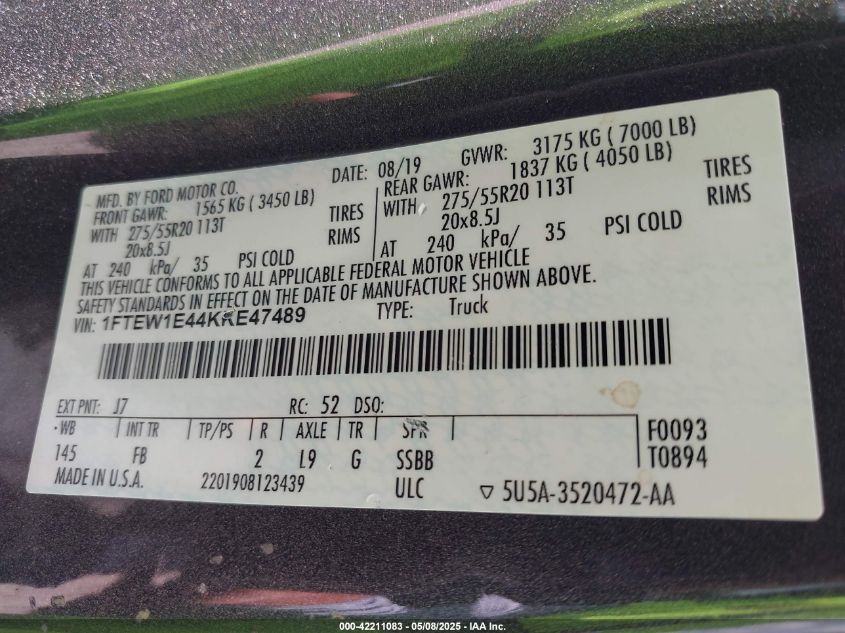 MFD. BY FORD MOTOR CO.
DATE: 08/19 GVWR: 3175 KG ( 7000 LB)
FRONT GAWR: 1565 KG ( 3450 LB)
REAR GAWR: 1837 KG ( 4050 LB)
WITH 275/55R20 113T TIRES
WITH 275/55R20 113T TIRES
20x8.5J RIMS
20x8.5J RIMS
AT 240 kPa/ 35 PSI COLD
AT 240 kPa/ 35 PSI COLD
THIS VEHICLE CONFORMS TO ALL APPLICABLE FEDERAL MOTOR VEHICLE
SAFETY STANDARDS IN EFFECT ON THE DATE OF MANUFACTURE SHOWN ABOVE.
VIN: 1FTEW1E44KKE47489 TYPE: Truck
EXT PNT: J7 RC: 52 DSO:
WB INT TR TP/PS R AXLE TR SPR F0093
145 FB 2 L9 G SSBB T0894
MADE IN U.S.A. 2201908123439 ULC ▽ 5U5A-3520472-AA
000-42211083 - 05/08/2025 - IAA Inc.